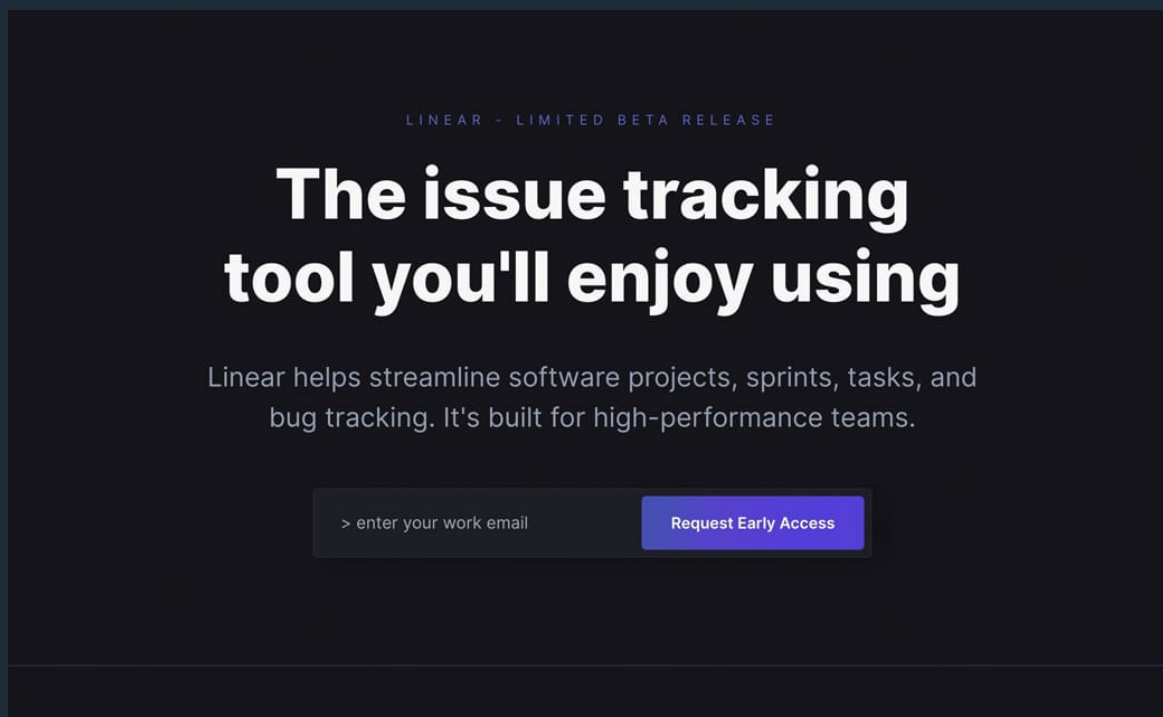 LINEAR - LIMITED BETA RELEASE
The issue tracking
tool you'll enjoy using
Linear helps streamline software projects, sprints, tasks, and
bug tracking. It's built for high-performance teams.
> enter your work email
Request Early Access